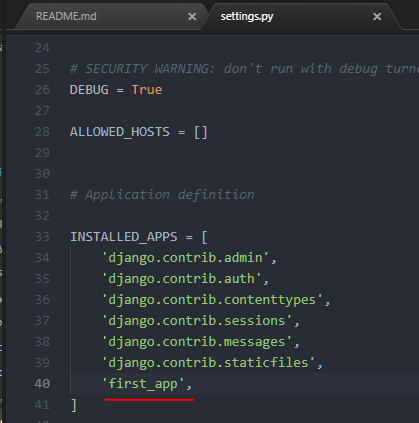 README.md
settings.py
24
25 # SECURITY WARNING: don't run with debug turne
26 DEBUG = True
27
28 ALLOWED_HOSTS = []
29
30
31 # Application definition
32
33 INSTALLED_APPS = [
34 'django.contrib.admin',
35 'django.contrib.auth',
36 'django.contrib.contenttypes',
37 'django.contrib.sessions',
38 'django.contrib.messages',
39 'django.contrib.staticfiles',
40 'first_app',
41 ]